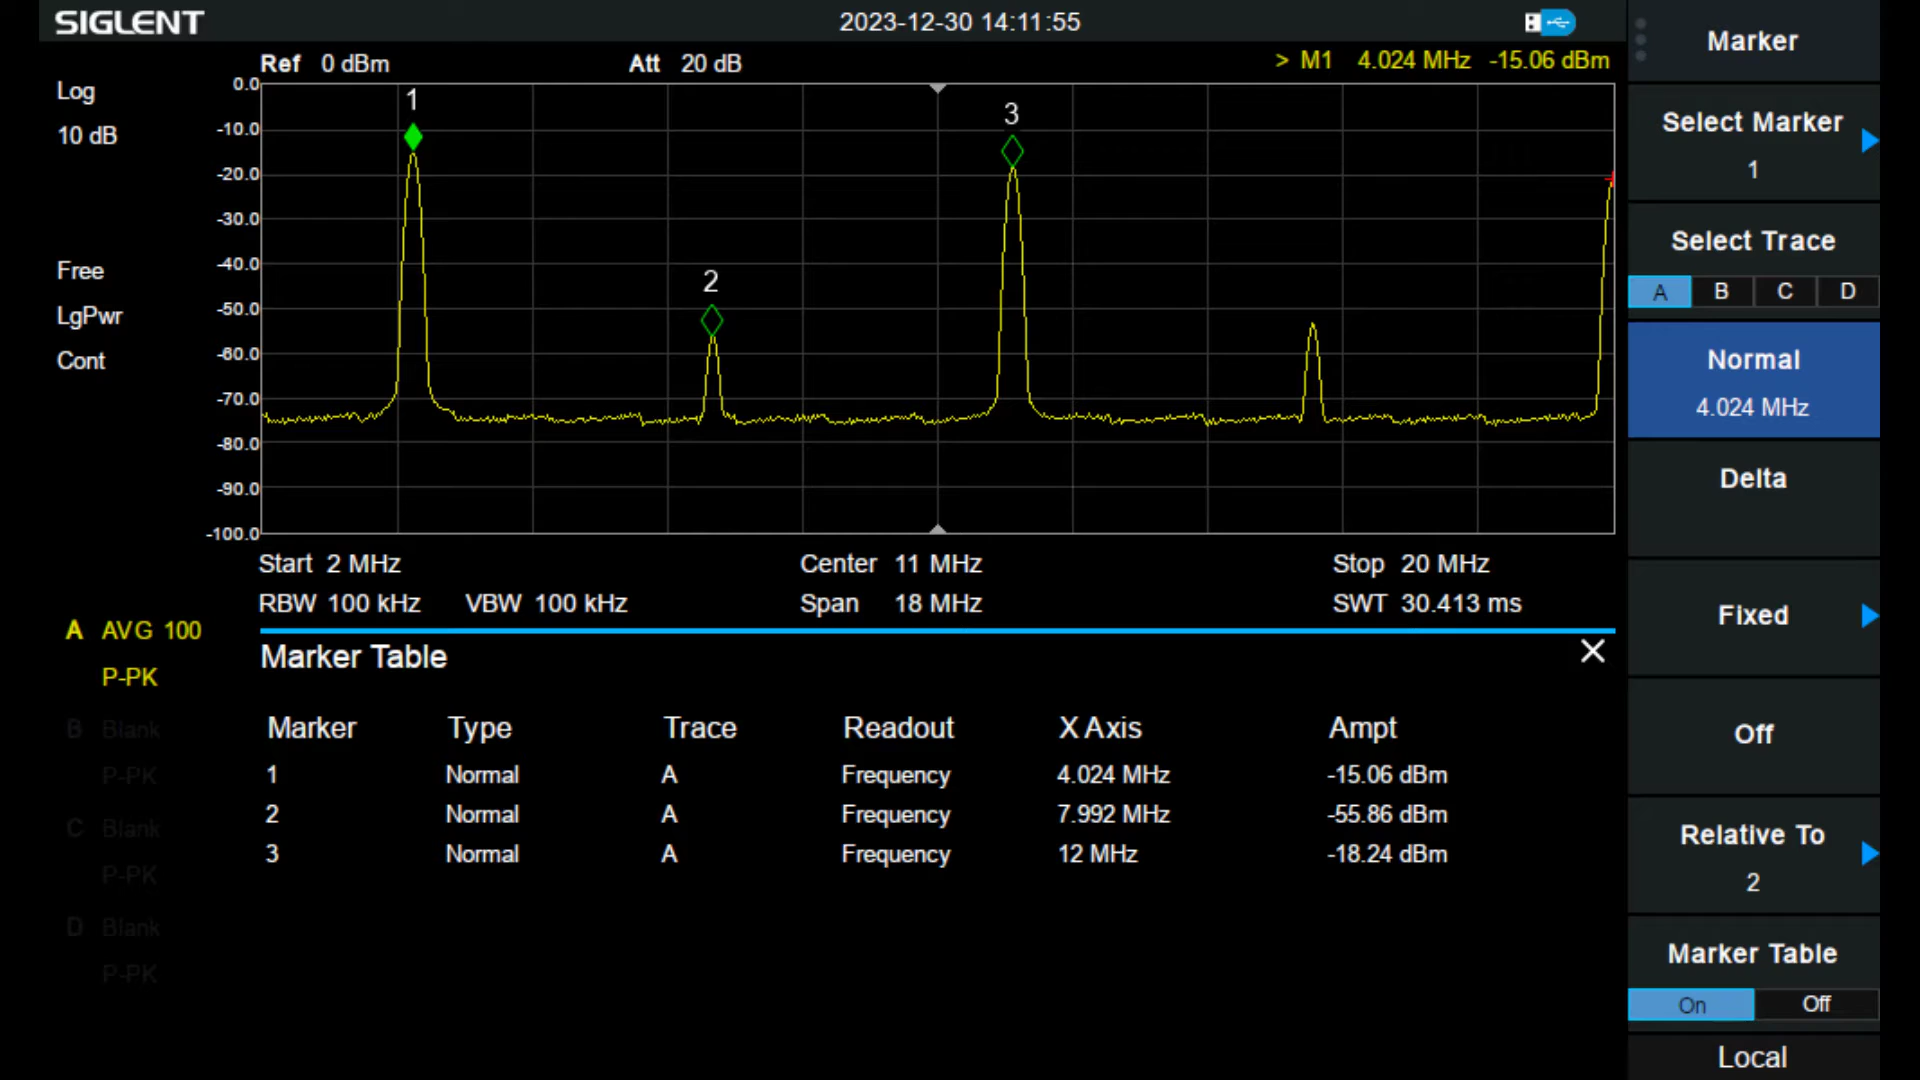 SIGLENT 2023-12-30 14:11:55 Marker
Ref 0 dBm Att 20 dB > M1 4.024 MHz -15.06 dBm
Log
10 dB
Free
LgPwr
Cont
0.0
-10.0
-20.0
-30.0
-40.0
-50.0
-60.0
-70.0
-80.0
-90.0
-100.0
1
2
3
Start 2 MHz Center 11 MHz Stop 20 MHz
RBW 100 kHz VBW 100 kHz Span 18 MHz SWT 30.413 ms
A AVG 100
P-PK
B Blank
P-PK
C Blank
P-PK
D Blank
P-PK
Marker Table
Marker Type Trace Readout X Axis Ampt
1 Normal A Frequency 4.024 MHz -15.06 dBm
2 Normal A Frequency 7.992 MHz -55.86 dBm
3 Normal A Frequency 12 MHz -18.24 dBm
Select Marker
1
Select Trace
A B C D
Normal
4.024 MHz
Delta
Fixed
Off
Relative To
2
Marker Table
On Off
Local